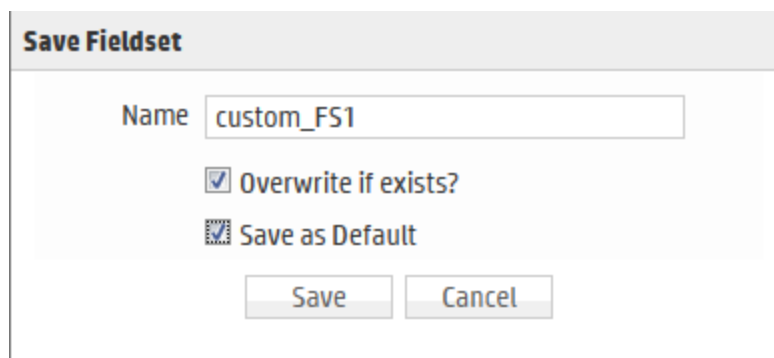 Save Fieldset
Name custom_FS1
Overwrite if exists?
Save as Default
Save Cancel